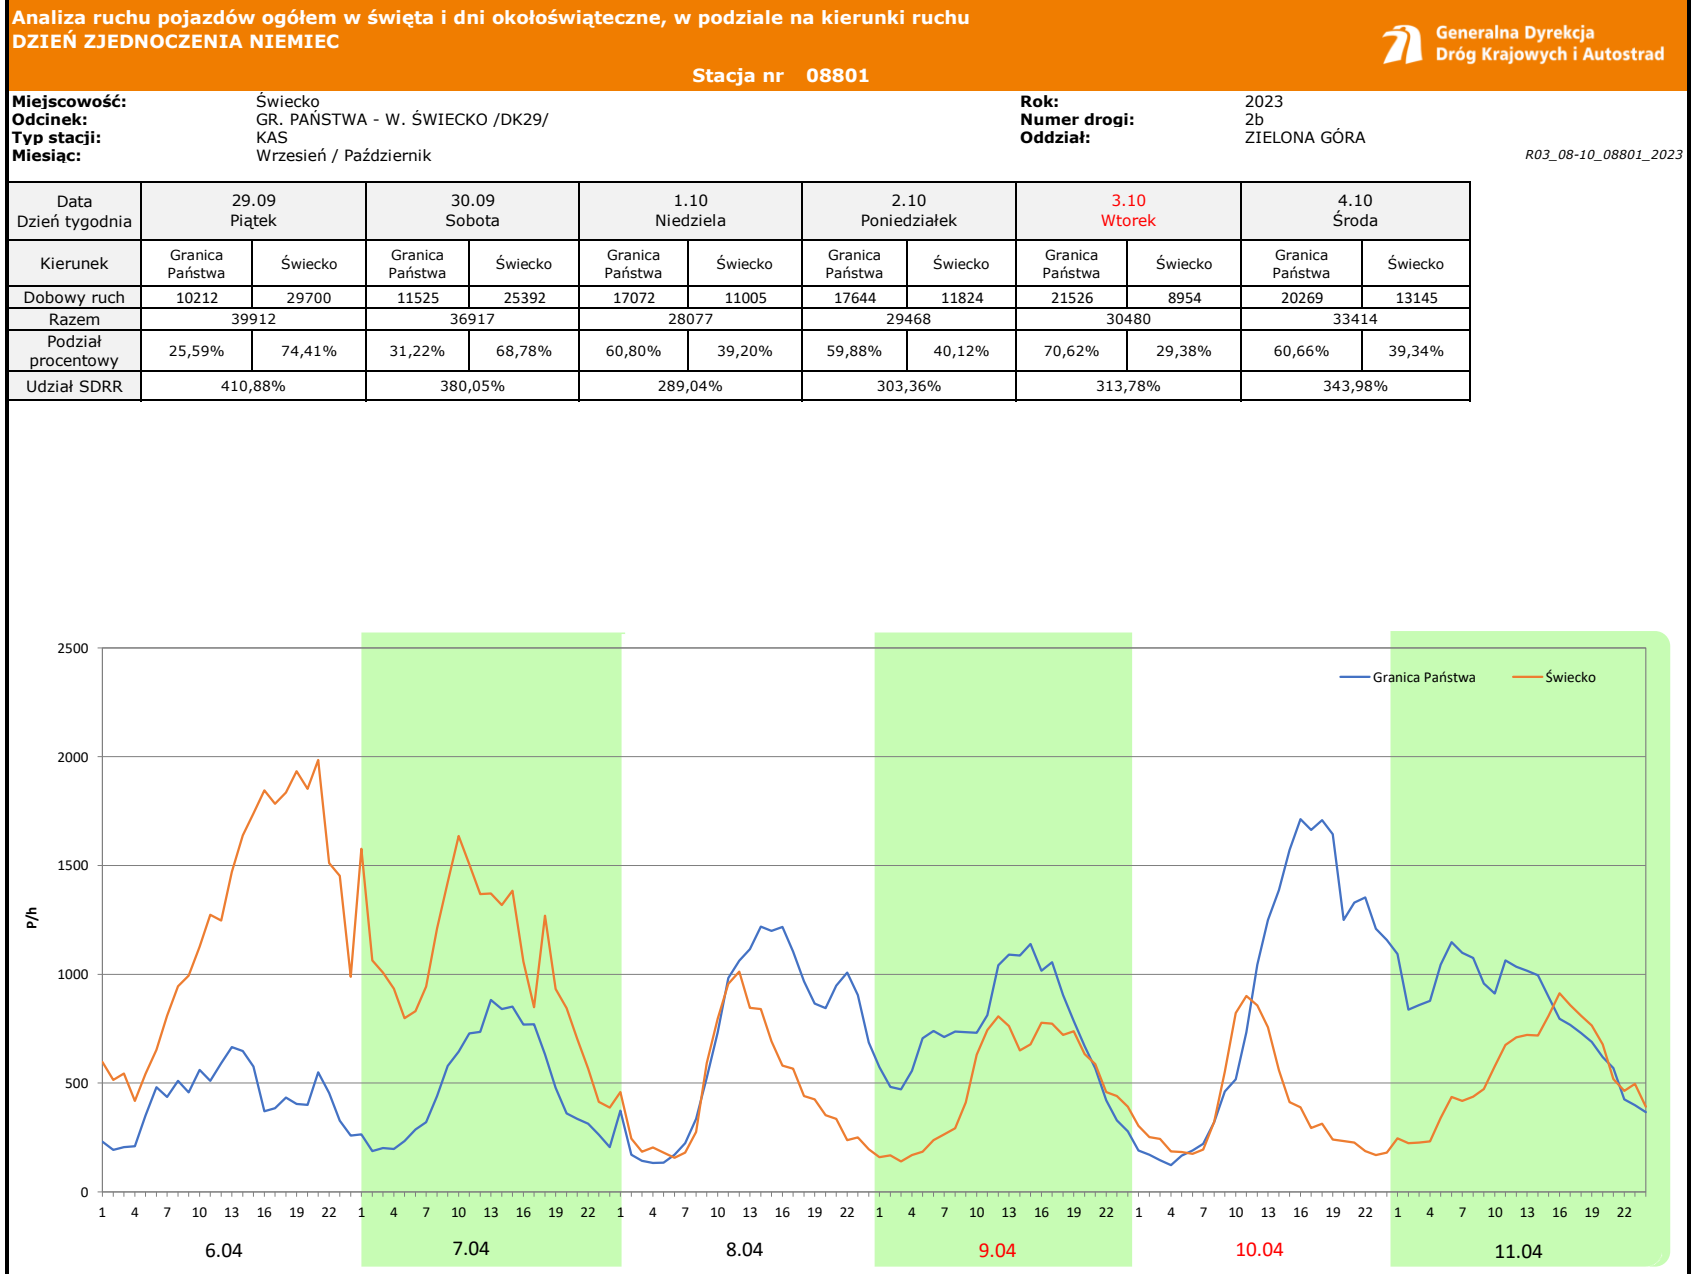 Analiza ruchu pojazdów ogółem w święta i dni okołoświąteczne, w podziale na kierunki ruchu
DZIEŃ ZJEDNOCZENIA NIEMIEC
Generalna Dyrekcja
Dróg Krajowych i Autostrad
Stacja nr 08801
Miejscowość: Świecko Rok: 2023
Odcinek: GR. PAŃSTWA - W. ŚWIECKO /DK29/ Numer drogi: 2b
Typ stacji: KAS Oddział: ZIELONA GÓRA
Miesiąc: Wrzesień / Październik R03_08-10_08801_2023
Data 29.09 30.09 1.10 2.10 3.10 4.10
Dzień tygodnia Piątek Sobota Niedziela Poniedziałek Wtorek Środa
Kierunek Granica Państwa Świecko Granica Państwa Świecko Granica Państwa Świecko Granica Państwa Świecko Granica Państwa Świecko Granica Państwa Świecko
Dobowy ruch 10212 29700 11525 25392 17072 11005 17644 11824 21526 8954 20269 13145
Razem 39912 36917 28077 29468 30480 33414
Podział procentowy 25,59% 74,41% 31,22% 68,78% 60,80% 39,20% 59,88% 40,12% 70,62% 29,38% 60,66% 39,34%
Udział SDRR 410,88% 380,05% 289,04% 303,36% 313,78% 343,98%
2500
Granica Państwa Świecko
2000
1500
P/h
1000
500
0
1 4 7 10 13 16 19 22 1 4 7 10 13 16 19 22 1 4 7 10 13 16 19 22 1 4 7 10 13 16 19 22 1 4 7 10 13 16 19 22 1 4 7 10 13 16 19 22
6.04 7.04 8.04 9.04 10.04 11.04